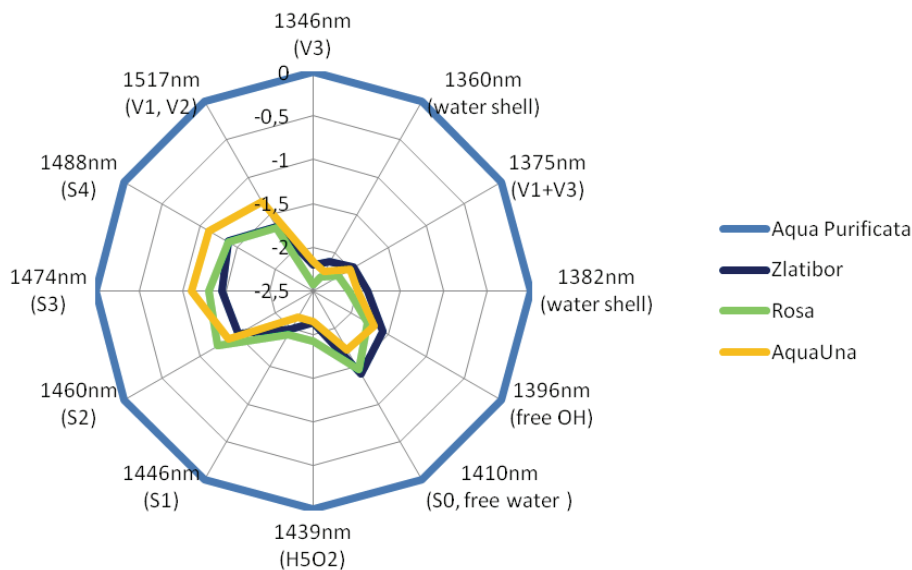 1346nm
(V3)
1360nm
(water shell)
1375nm
(V1+V3)
1382nm
(water shell)
1396nm
(free OH)
1410nm
(S0, free water )
1439nm
(H5O2)
1446nm
(S1)
1460nm
(S2)
1474nm
(S3)
1488nm
(S4)
1517nm
(V1, V2)
0
-0,5
-1
-1,5
-2
-2,5
Aqua Purificata
Zlatibor
Rosa
AquaUna